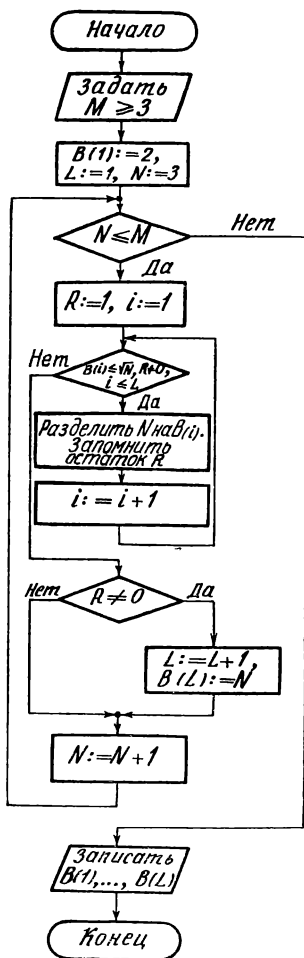 Начало
Задать
M ≥ 3
B(1):=2,
L:=1, N:=3
N≤M
Нет
Да
R:=1, i:=1
Нет
B(i)≤√N, R≠0,
i≤L
Да
Разделить N на B(i).
Запомнить
остаток R
i:=i+1
Нет
R≠0
Да
L:=L+1,
B(L):=N
N:=N+1
Записать
B(1),..., B(L)
Конец